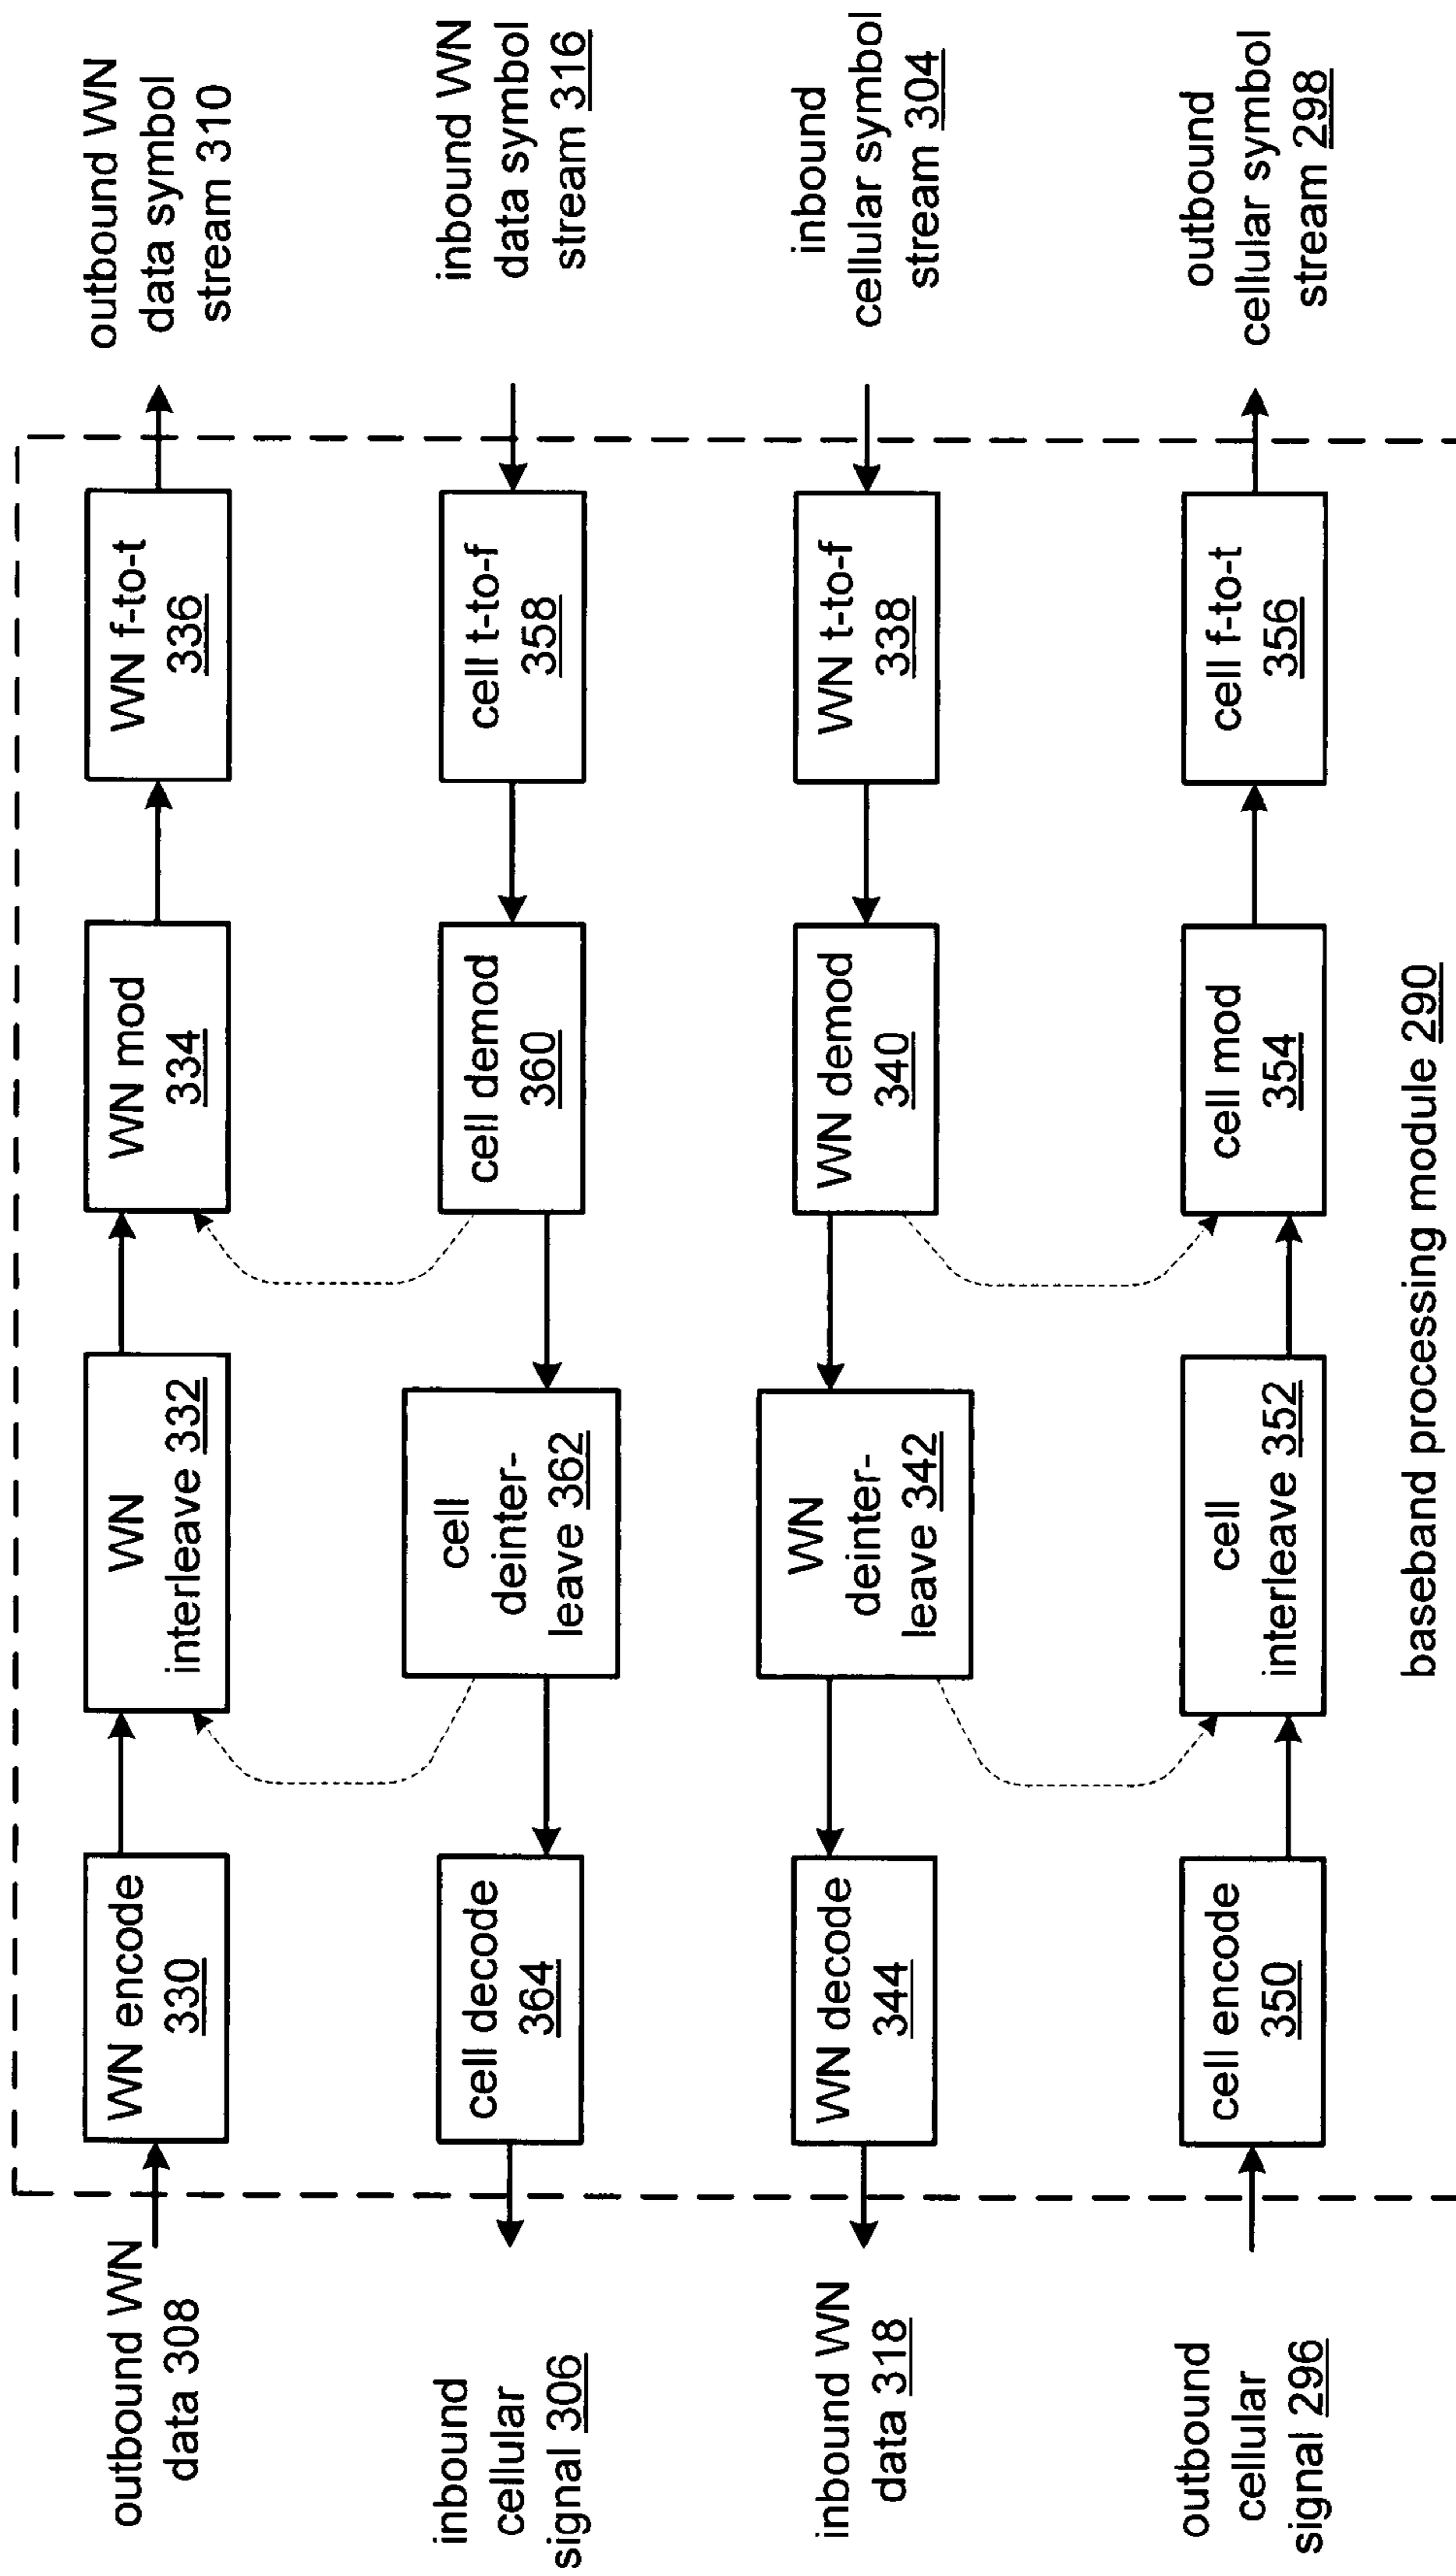 outbound WN
data 308
WN encode
330
WN
interleave 332
WN mod
334
WN f-to-t
336
outbound WN
data symbol
stream 310
inbound
cellular
signal 306
cell decode
364
cell
deinter-
leave 362
cell demod
360
cell t-to-f
358
inbound WN
data symbol
stream 316
inbound WN
data 318
WN decode
344
WN
deinter-
leave 342
WN demod
340
WN t-to-f
338
inbound
cellular symbol
stream 304
outbound
cellular
signal 296
cell encode
350
cell
interleave 352
cell mod
354
cell f-to-t
356
outbound
cellular symbol
stream 298
baseband processing module 290